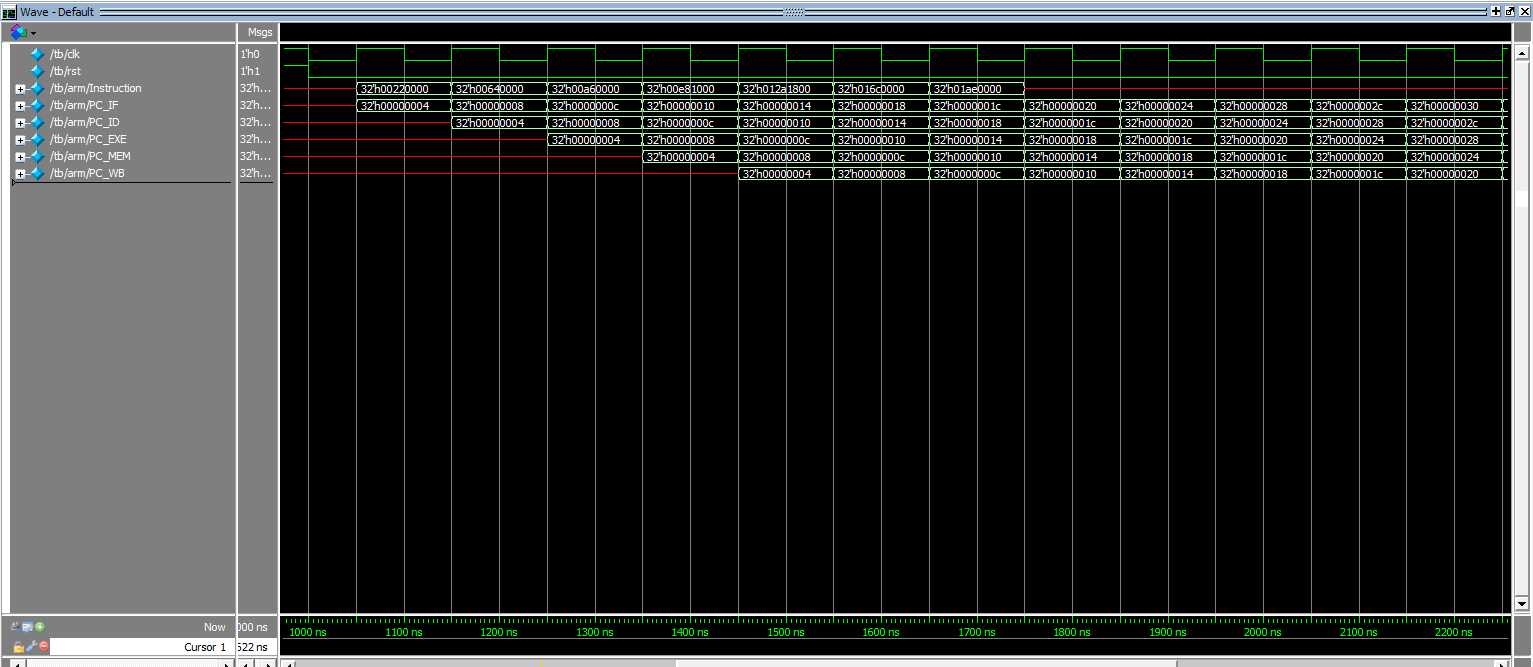 Wave - Default
Msgs
/tb/clk 1'h0
/tb/rst 1'h1
/tb/arm/Instruction 32'h... 32'h00220000 32'h00640000 32'h00a60000 32'h00e81000 32'h012a1800 32'h016c0000 32'h01ae0000
/tb/arm/PC_IF 32'h... 32'h00000004 32'h00000008 32'h0000000c 32'h00000010 32'h00000014 32'h00000018 32'h0000001c 32'h00000020 32'h00000024 32'h00000028 32'h0000002c 32'h00000030
/tb/arm/PC_ID 32'h... 32'h00000004 32'h00000008 32'h0000000c 32'h00000010 32'h00000014 32'h00000018 32'h0000001c 32'h00000020 32'h00000024 32'h00000028 32'h0000002c
/tb/arm/PC_EXE 32'h... 32'h00000004 32'h00000008 32'h0000000c 32'h00000010 32'h00000014 32'h00000018 32'h0000001c 32'h00000020 32'h00000024 32'h00000028
/tb/arm/PC_MEM 32'h... 32'h00000004 32'h00000008 32'h0000000c 32'h00000010 32'h00000014 32'h00000018 32'h0000001c 32'h00000020 32'h00000024
/tb/arm/PC_WB 32'h... 32'h00000004 32'h00000008 32'h0000000c 32'h00000010 32'h00000014 32'h00000018 32'h0000001c 32'h00000020
Now 000 ns 1000 ns 1100 ns 1200 ns 1300 ns 1400 ns 1500 ns 1600 ns 1700 ns 1800 ns 1900 ns 2000 ns 2100 ns 2200 ns
Cursor 1 522 ns